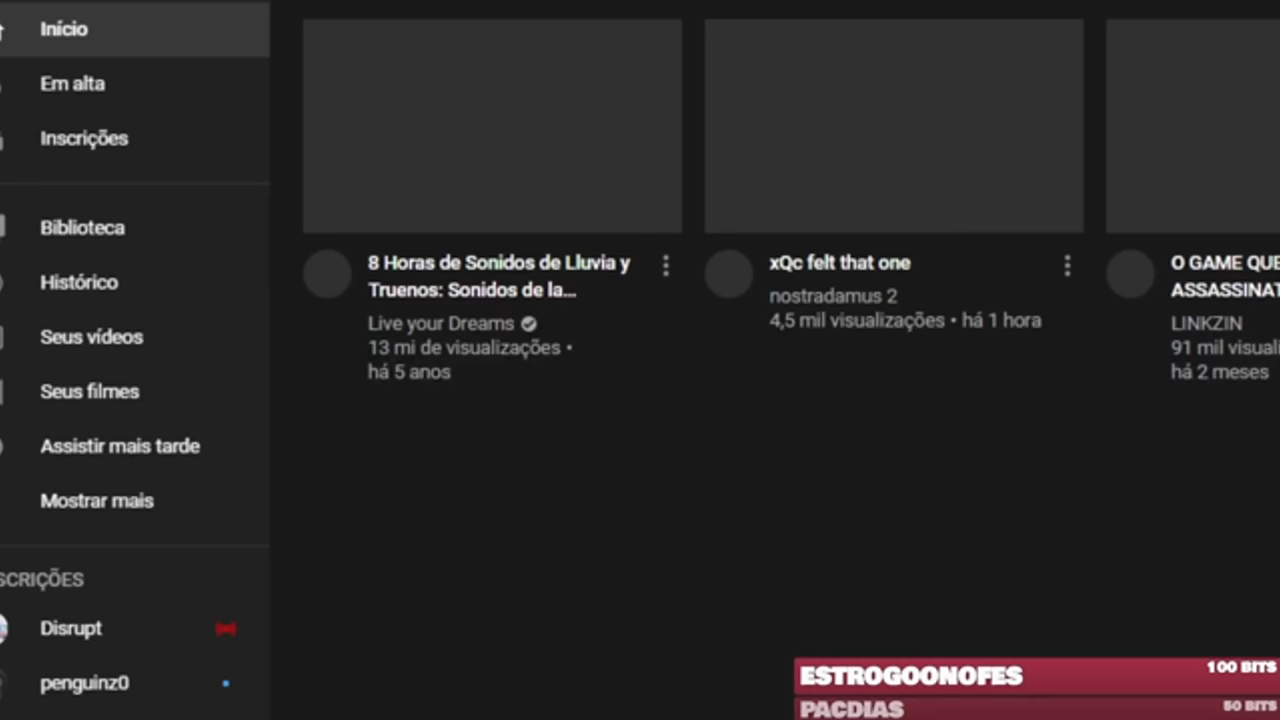 Início
Em alta
Inscrições
Biblioteca
Histórico
Seus vídeos
Seus filmes
Assistir mais tarde
Mostrar mais
SCRIÇÕES
Disrupt
penguinz0
8 Horas de Sonidos de Lluvia y
Truenos: Sonidos de la...
Live your Dreams
13 mi de visualizações •
há 5 anos
xQc felt that one
nostradamus 2
4,5 mil visualizações • há 1 hora
O GAME QUE
ASSASSINAT
LINKZIN
91 mil visuali
há 2 meses
ESTROGOONOFES 100 BITS
PACDIAS 50 BITS